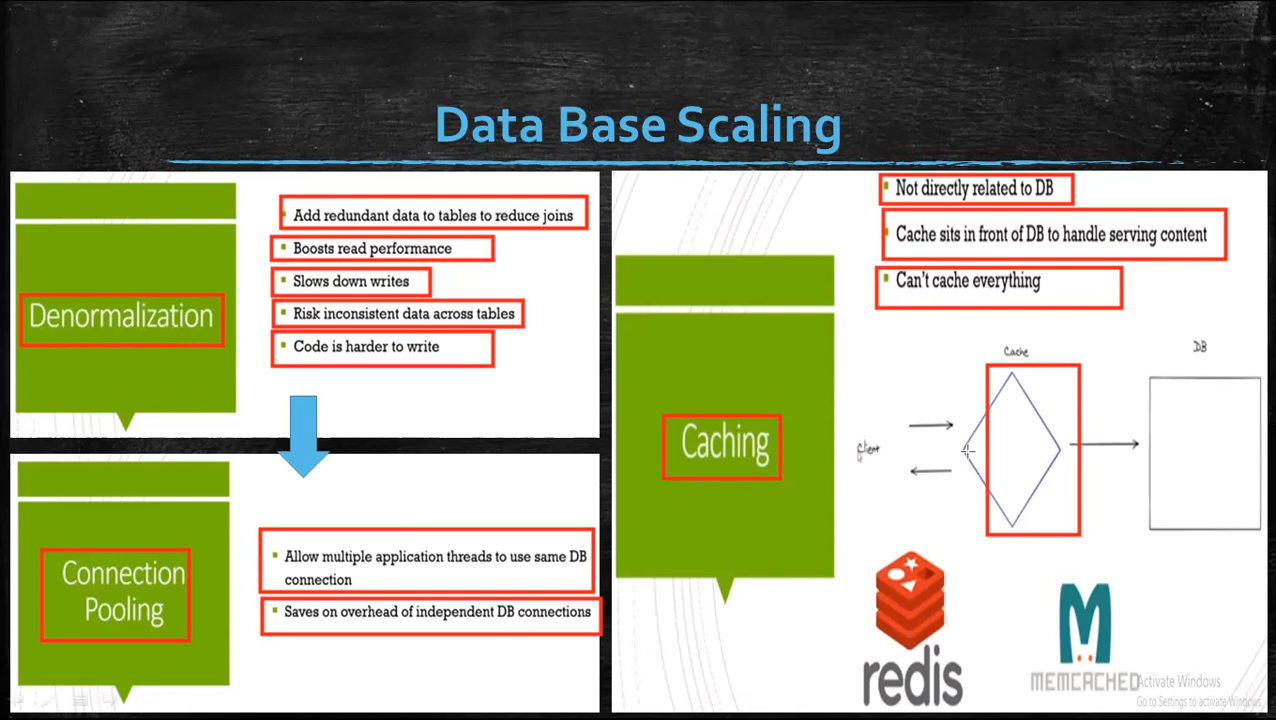 Data Base Scaling
Denormalization
Add redundant data to tables to reduce joins
Boosts read performance
Slows down writes
Risk inconsistent data across tables
Code is harder to write
Connection
Pooling
Allow multiple application threads to use same DB
connection
Saves on overhead of independent DB connections
Caching
Not directly related to DB
Cache sits in front of DB to handle serving content
Can't cache everything
Cache
DB
Client
redis
MEMCACHED
Activate Windows
Go to Settings to activate Windows.